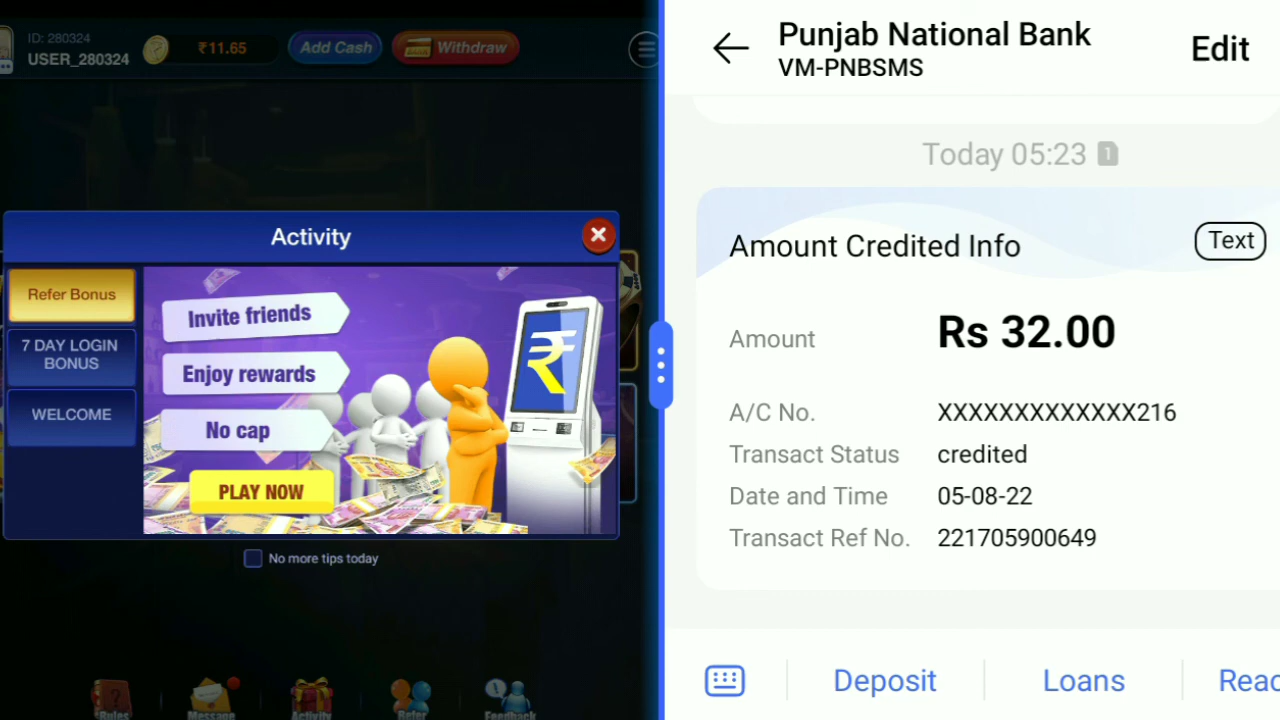 ID: 280324
USER_280324
₹11.65
Add Cash
Withdraw
Activity
Refer Bonus
7 DAY LOGIN
BONUS
WELCOME
Invite friends
Enjoy rewards
No cap
PLAY NOW
No more tips today
Rules
Message
Activity
Refer
Feedback
Punjab National Bank
VM-PNBSMS
Edit
Today 05:23 1
Amount Credited Info
Text
Amount Rs 32.00
A/C No. XXXXXXXXXXXXX216
Transact Status credited
Date and Time 05-08-22
Transact Ref No. 221705900649
Deposit
Loans